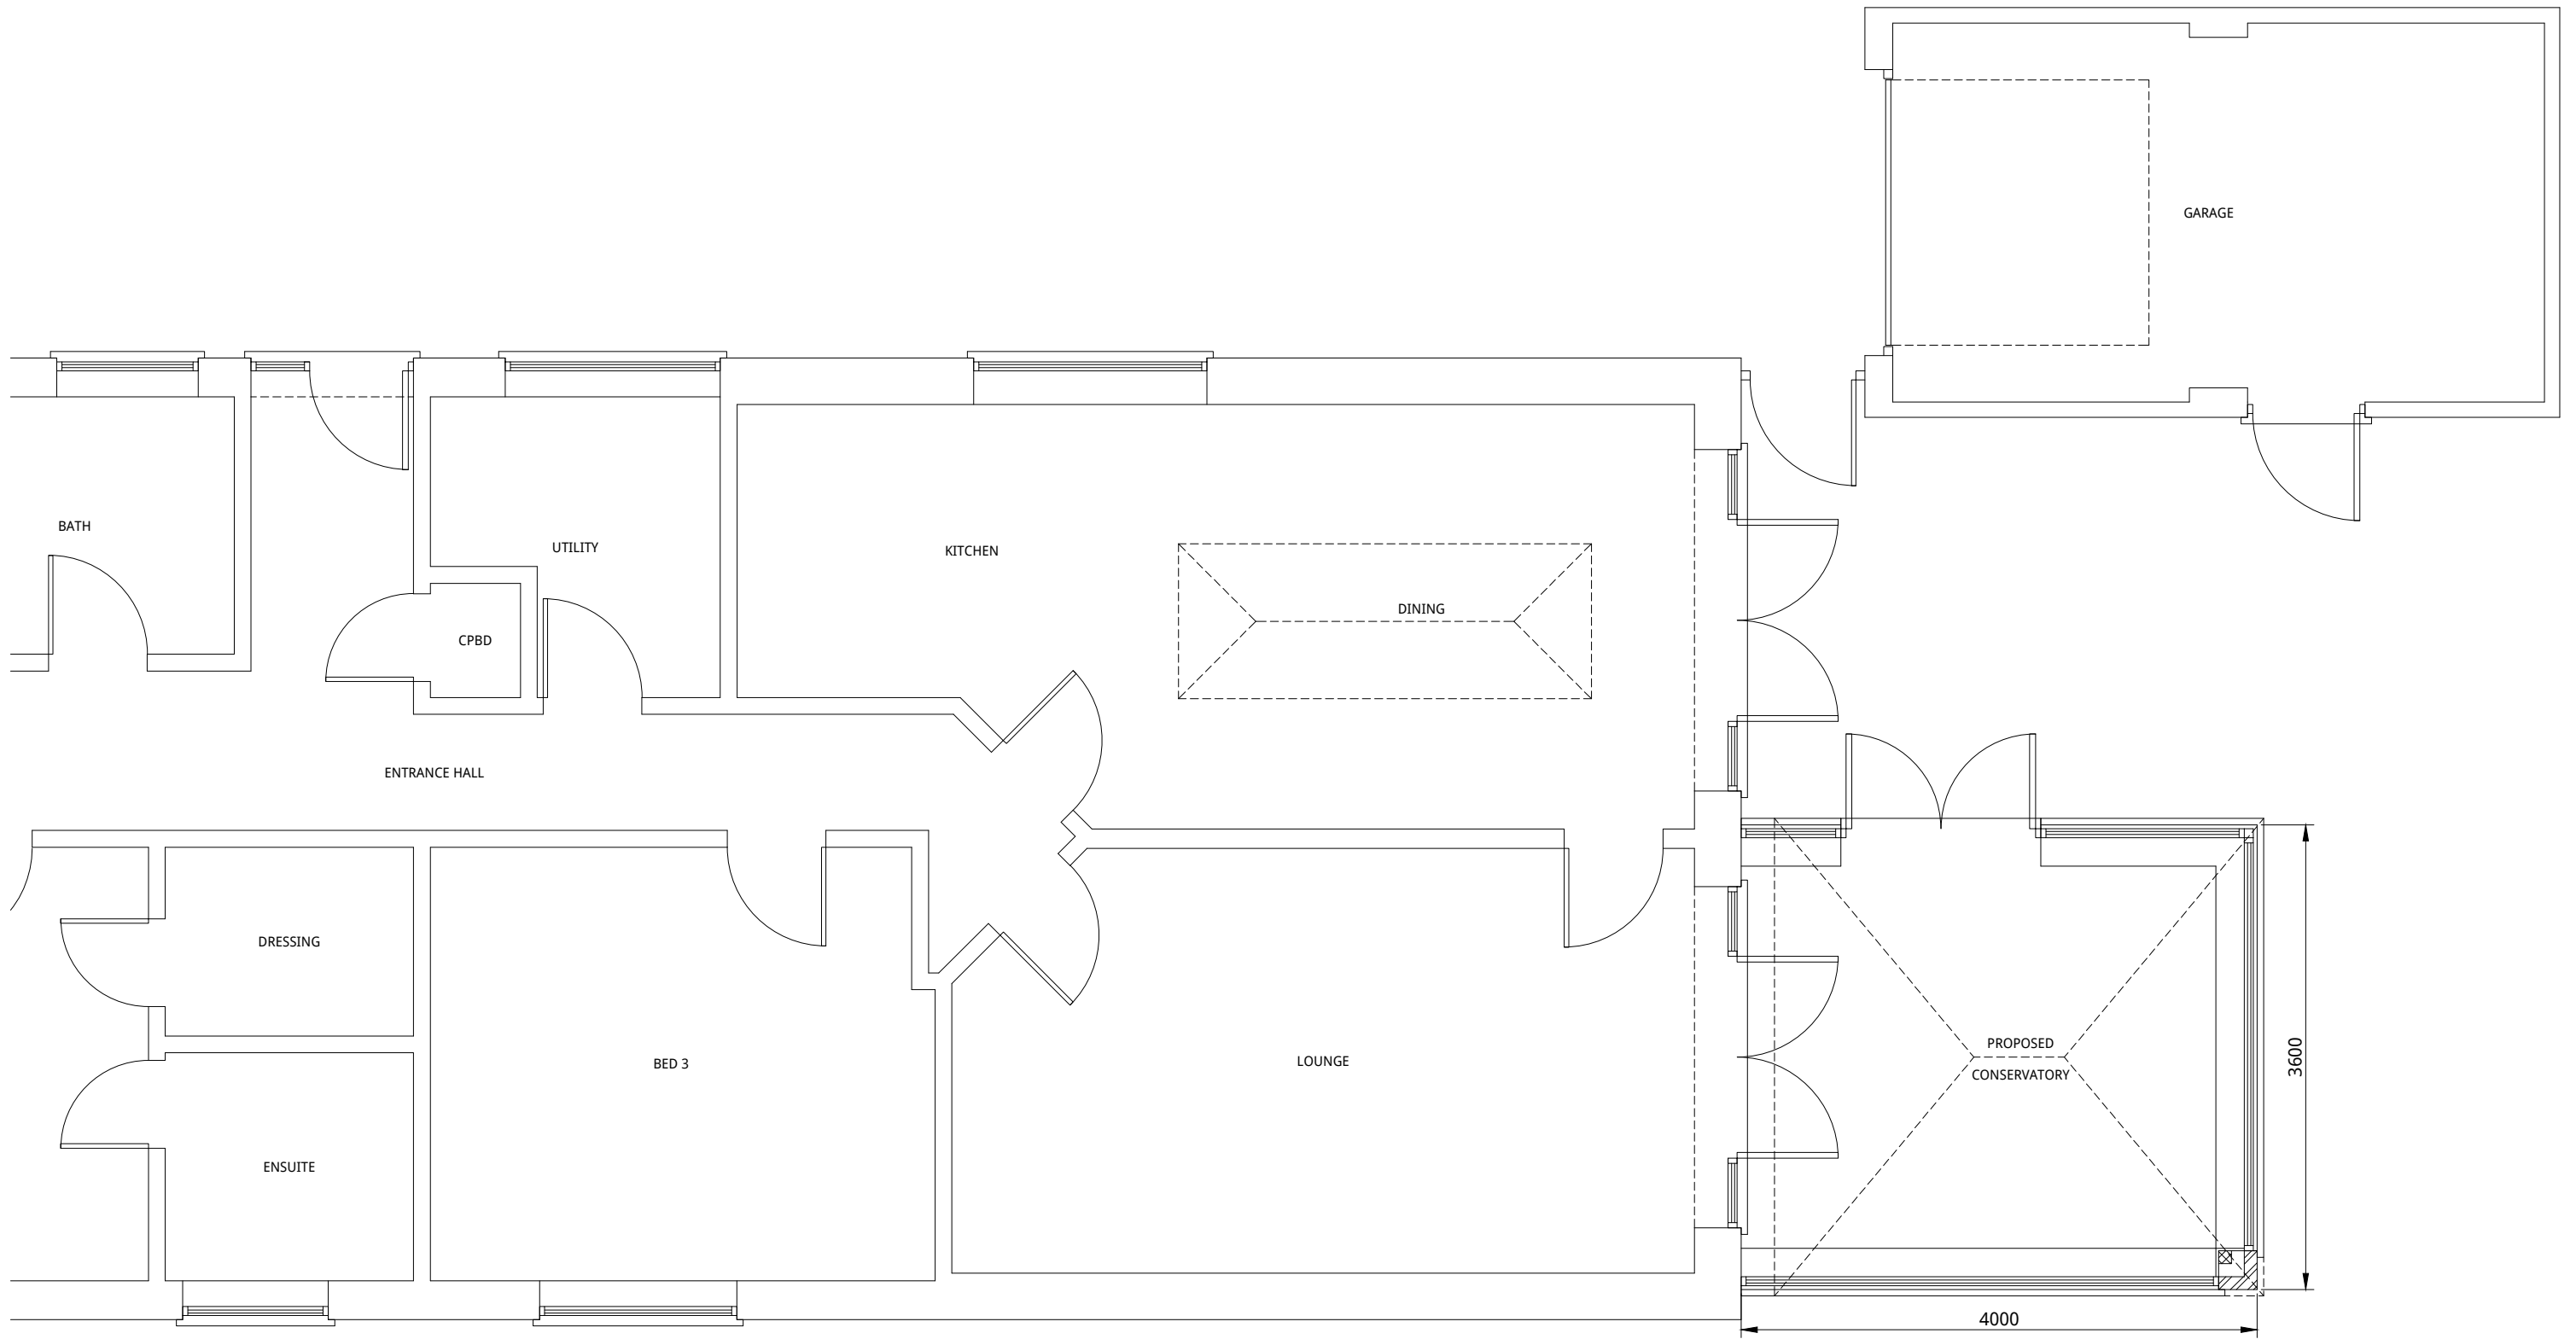 GARAGE
BATH
UTILITY
KITCHEN
DINING
CPBD
ENTRANCE HALL
DRESSING
BED 3
LOUNGE
PROPOSED
CONSERVATORY
3600
ENSUITE
4000